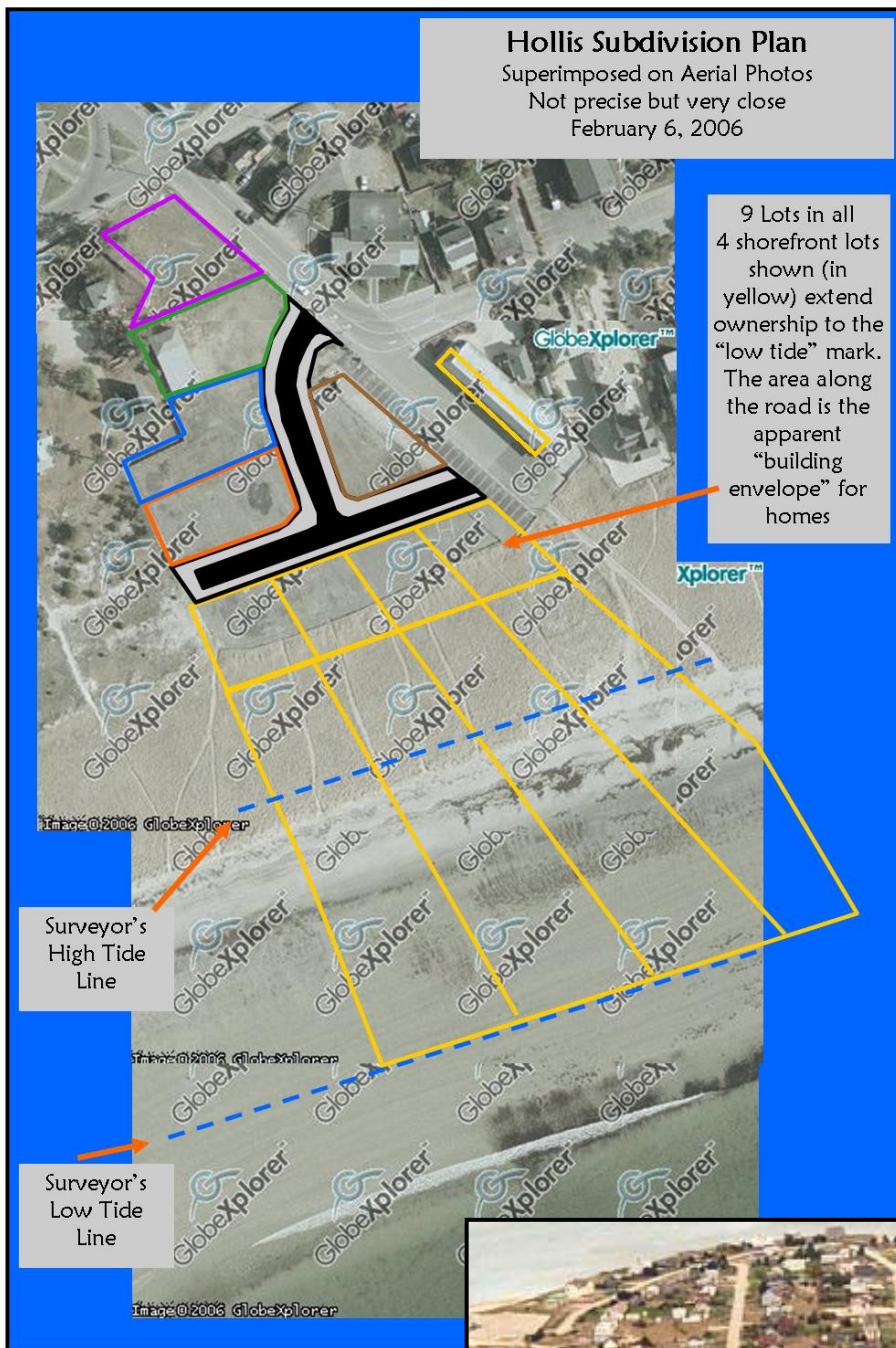 Hollis Subdivision Plan
Superimposed on Aerial Photos
Not precise but very close
February 6, 2006
9 Lots in all
4 shorefront lots
shown (in
yellow) extend
ownership to the
“low tide” mark.
The area along
the road is the
apparent
“building
envelope” for
homes
GlobeXplorer™
Xplorer™
Image©2006 GlobeXplorer
Surveyor’s
High Tide
Line
Image©2006 GlobeXplorer
Surveyor’s
Low Tide
Line
Image©2006 GlobeXplorer